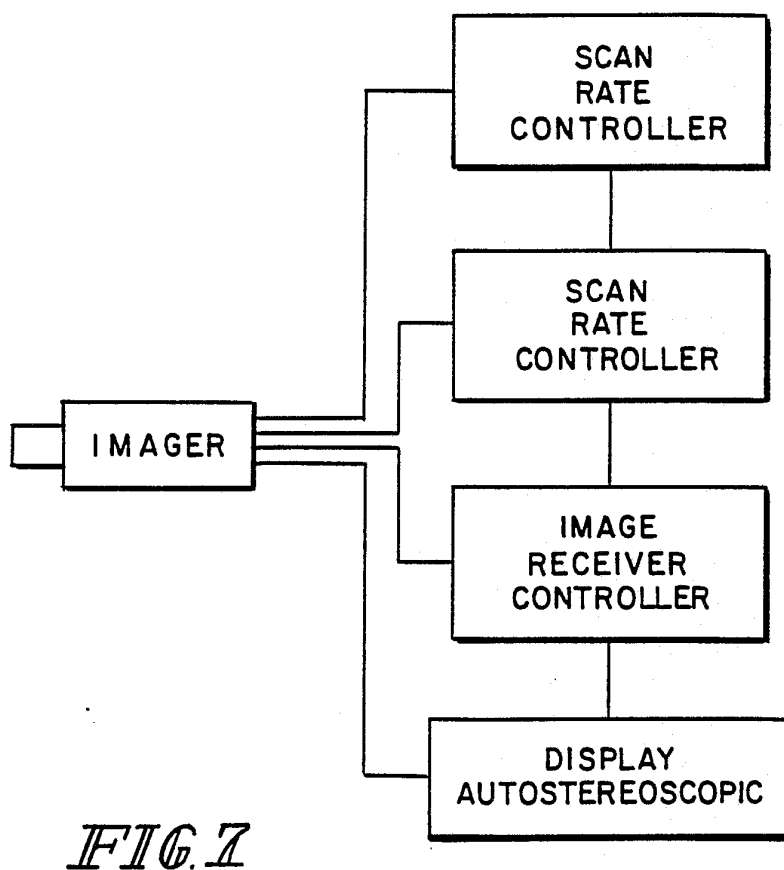 SCAN
RATE
CONTROLLER
SCAN
RATE
CONTROLLER
IMAGER
IMAGE
RECEIVER
CONTROLLER
DISPLAY
AUTOSTEREOSCOPIC
FIG. 7